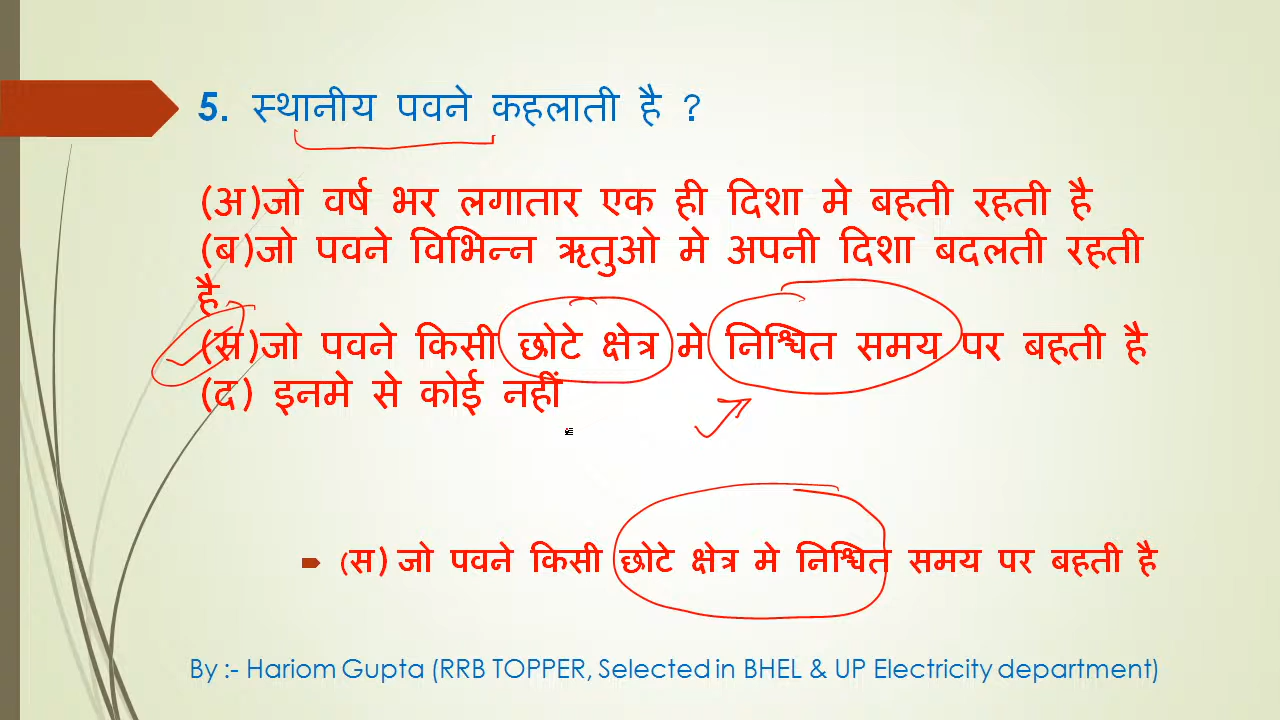 5. स्थानीय पवने कहलाती है ?
(अ)जो वर्ष भर लगातार एक ही दिशा मे बहती रहती है
(ब)जो पवने विभिन्न ऋतुओ मे अपनी दिशा बदलती रहती
है
(स)जो पवने किसी छोटे क्षेत्र मे निश्चित समय पर बहती है
(द) इनमे से कोई नहीं
(स) जो पवने किसी छोटे क्षेत्र मे निश्चित समय पर बहती है
By :- Hariom Gupta (RRB TOPPER, Selected in BHEL & UP Electricity department)